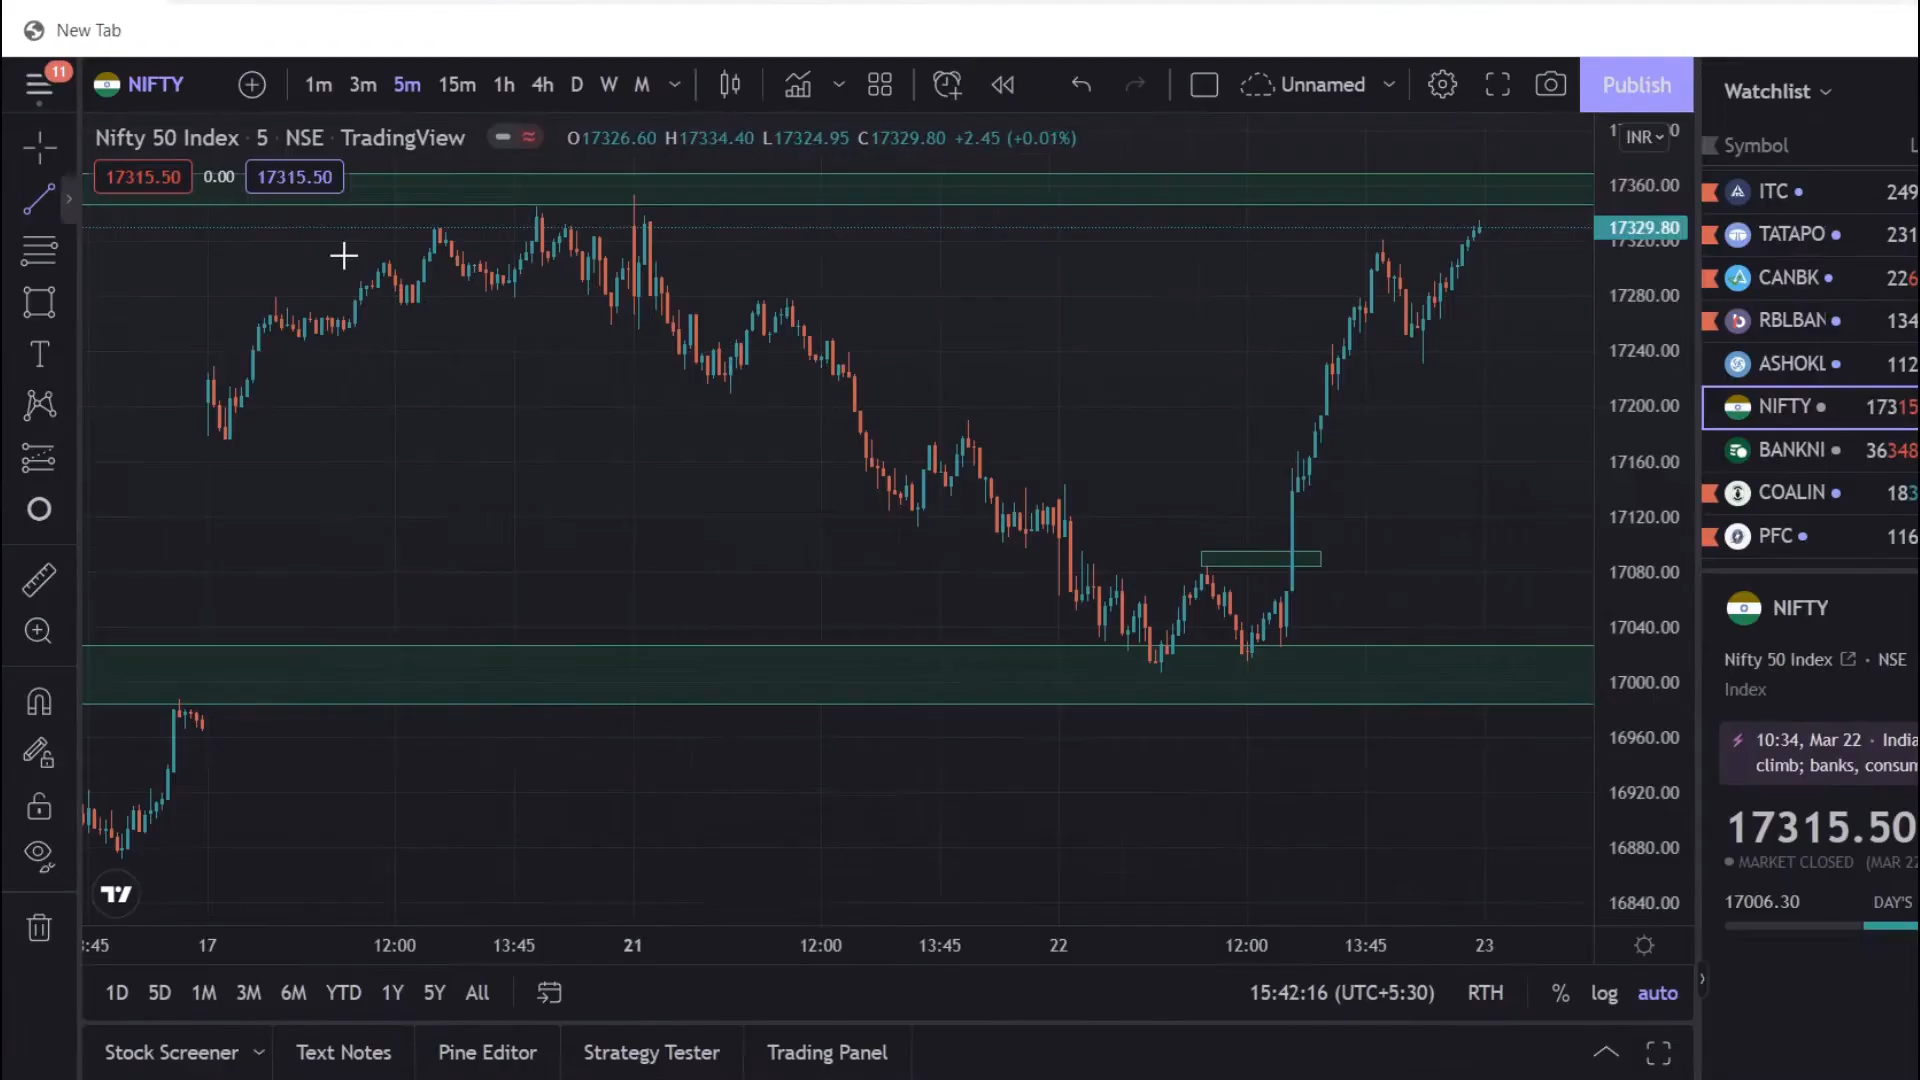 New Tab
11
NIFTY
1m 3m 5m 15m 1h 4h D W M
Unnamed
Publish
Watchlist
Nifty 50 Index · 5 · NSE · TradingView
O17326.60 H17334.40 L17324.95 C17329.80 +2.45 (+0.01%)
INR
Symbol
17315.50 0.00 17315.50
17360.00
17329.80
17320.00
17280.00
17240.00
17200.00
17160.00
17120.00
17080.00
17040.00
17000.00
16960.00
16920.00
16880.00
16840.00
ITC 249
TATAPO 231
CANBK 226
RBLBAN 134
ASHOKL 112
NIFTY 17315
BANKNI 36348
COALIN 183
PFC 116
NIFTY
Nifty 50 Index · NSE
Index
10:34, Mar 22 · India
climb; banks, consum
17315.50
MARKET CLOSED (MAR 22
17006.30 DAY'S
:45 17 12:00 13:45 21 12:00 13:45 22 12:00 13:45 23
1D 5D 1M 3M 6M YTD 1Y 5Y All
15:42:16 (UTC+5:30) RTH % log auto
Stock Screener Text Notes Pine Editor Strategy Tester Trading Panel